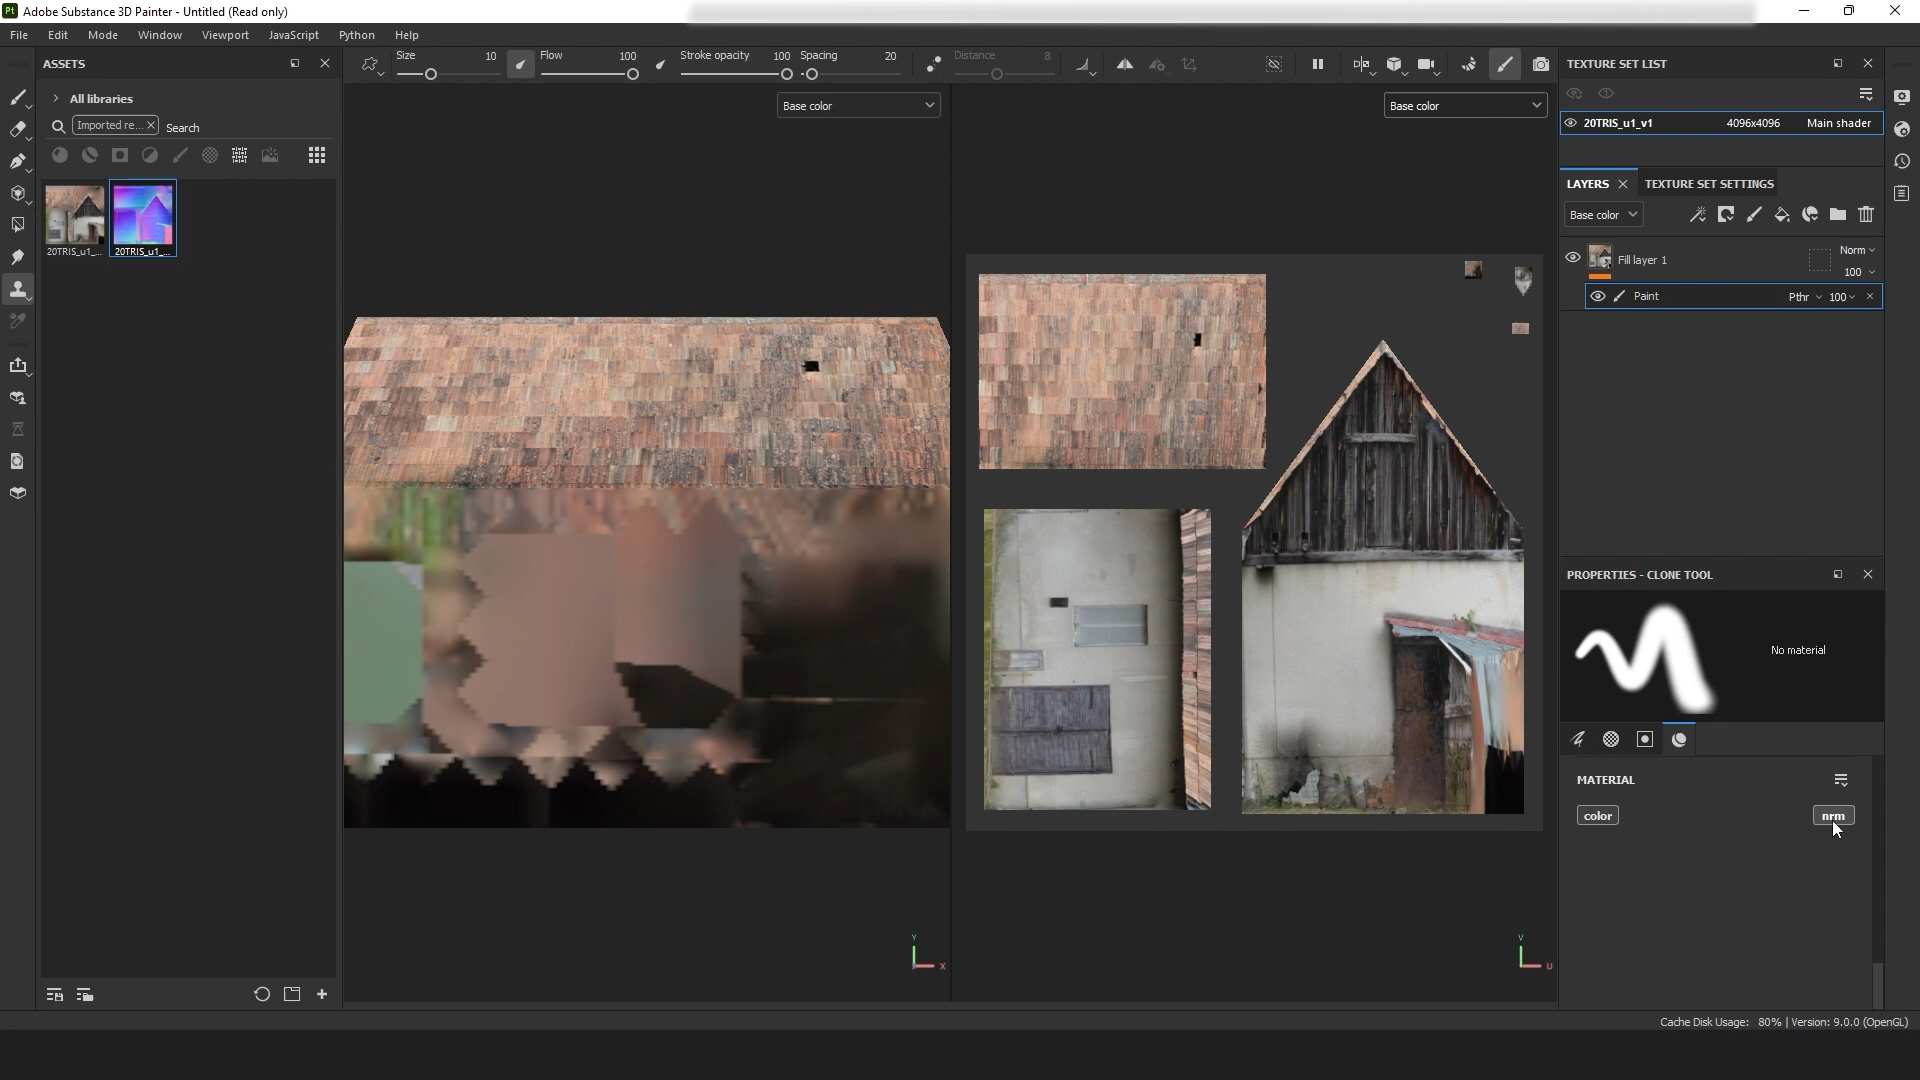 Pt Adobe Substance 3D Painter - Untitled (Read only)
File Edit Mode Window Viewport JavaScript Python Help
ASSETS
Size 10 Flow 100 Stroke opacity 100 Spacing 20 Distance 8
TEXTURE SET LIST
All libraries
Imported re... Search
Base color
Base color
20TRIS_u1_v1 4096x4096 Main shader
LAYERS TEXTURE SET SETTINGS
Base color
20TRIS_u1_... 20TRIS_u1_...
Fill layer 1 Norm
100
Paint Pthr 100
PROPERTIES - CLONE TOOL
No material
MATERIAL
color nrm
Y X
V U
Cache Disk Usage: 80% | Version: 9.0.0 (OpenGL)